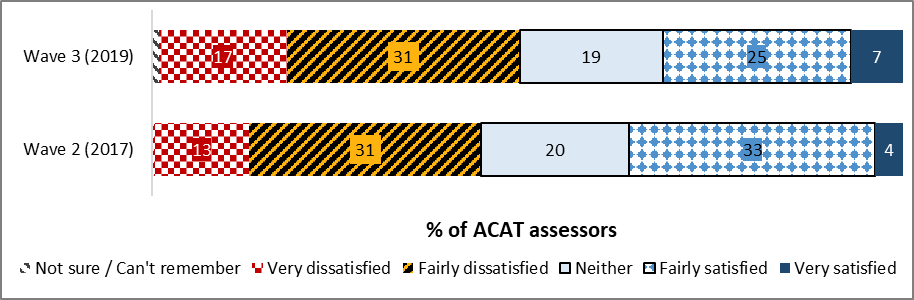 Wave 3 (2019) 17 31 19 25 7
Wave 2 (2017) 13 31 20 33 4
% of ACAT assessors
Not sure / Can't remember Very dissatisfied Fairly dissatisfied Neither Fairly satisfied Very satisfied